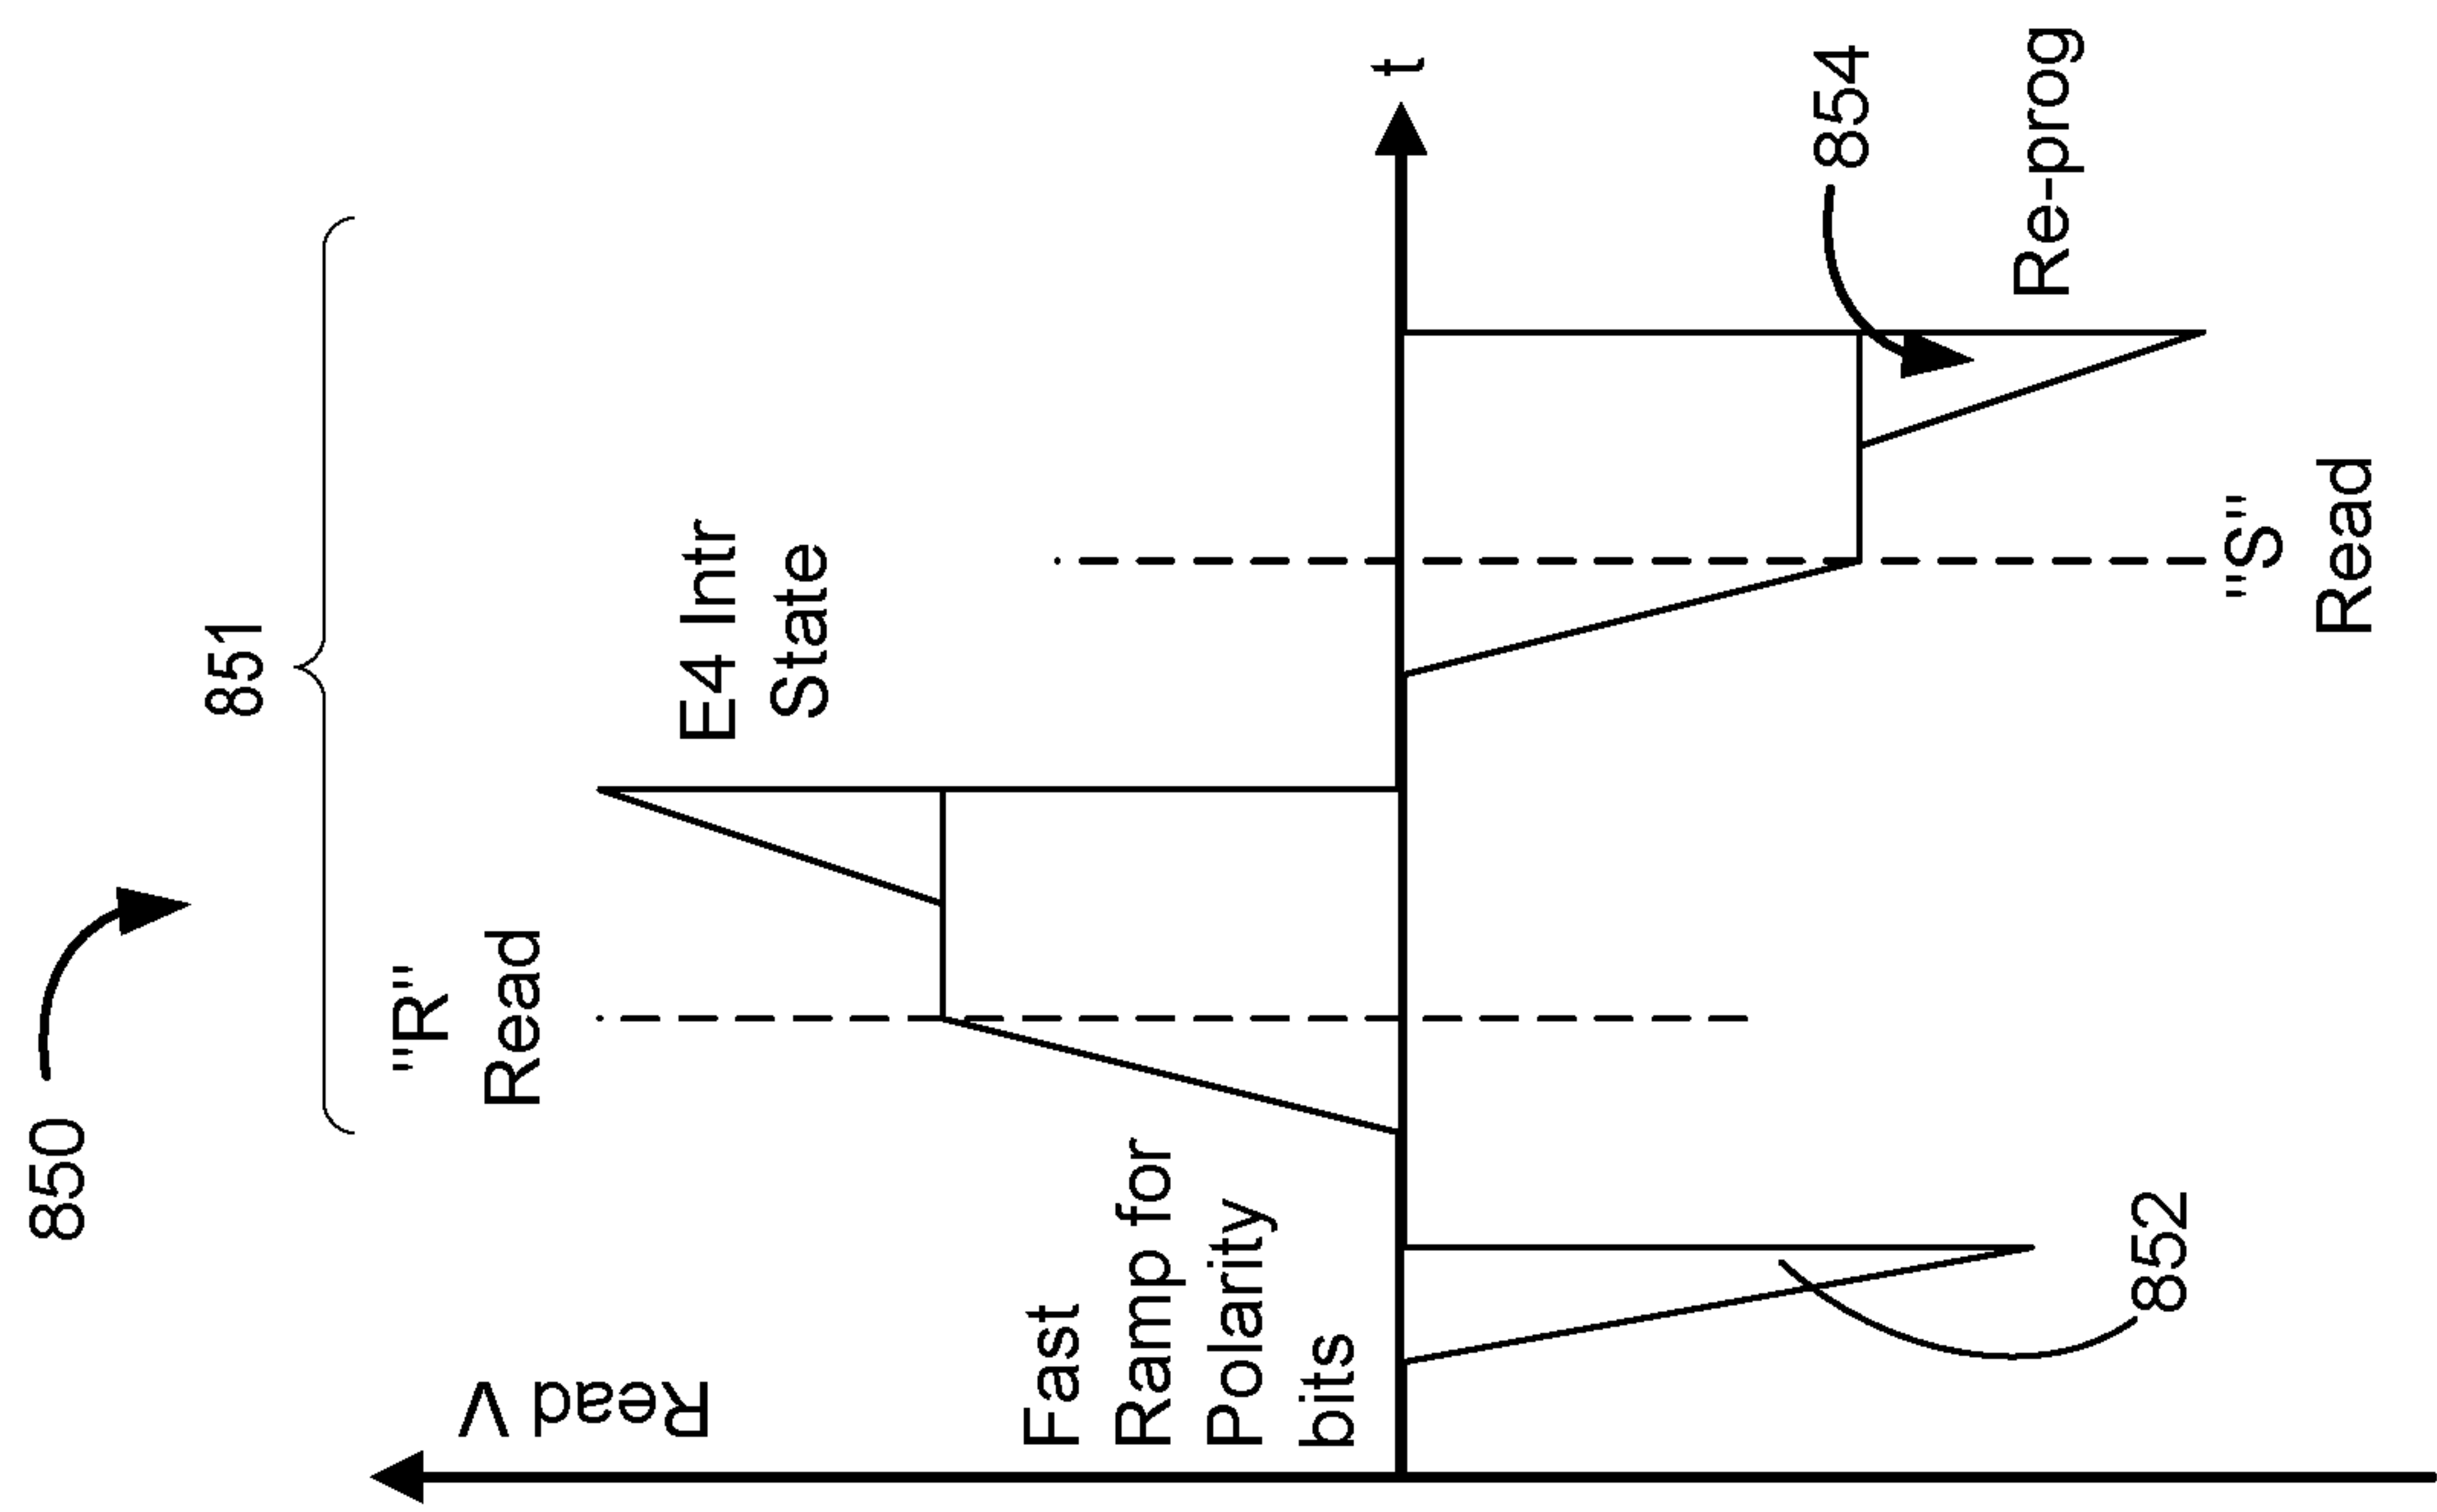 850
851
"R"
Read
Read V
E4 Intr
State
Fast
Ramp for
Polarity
bits
t
854
Re-prog
852
"S"
Read